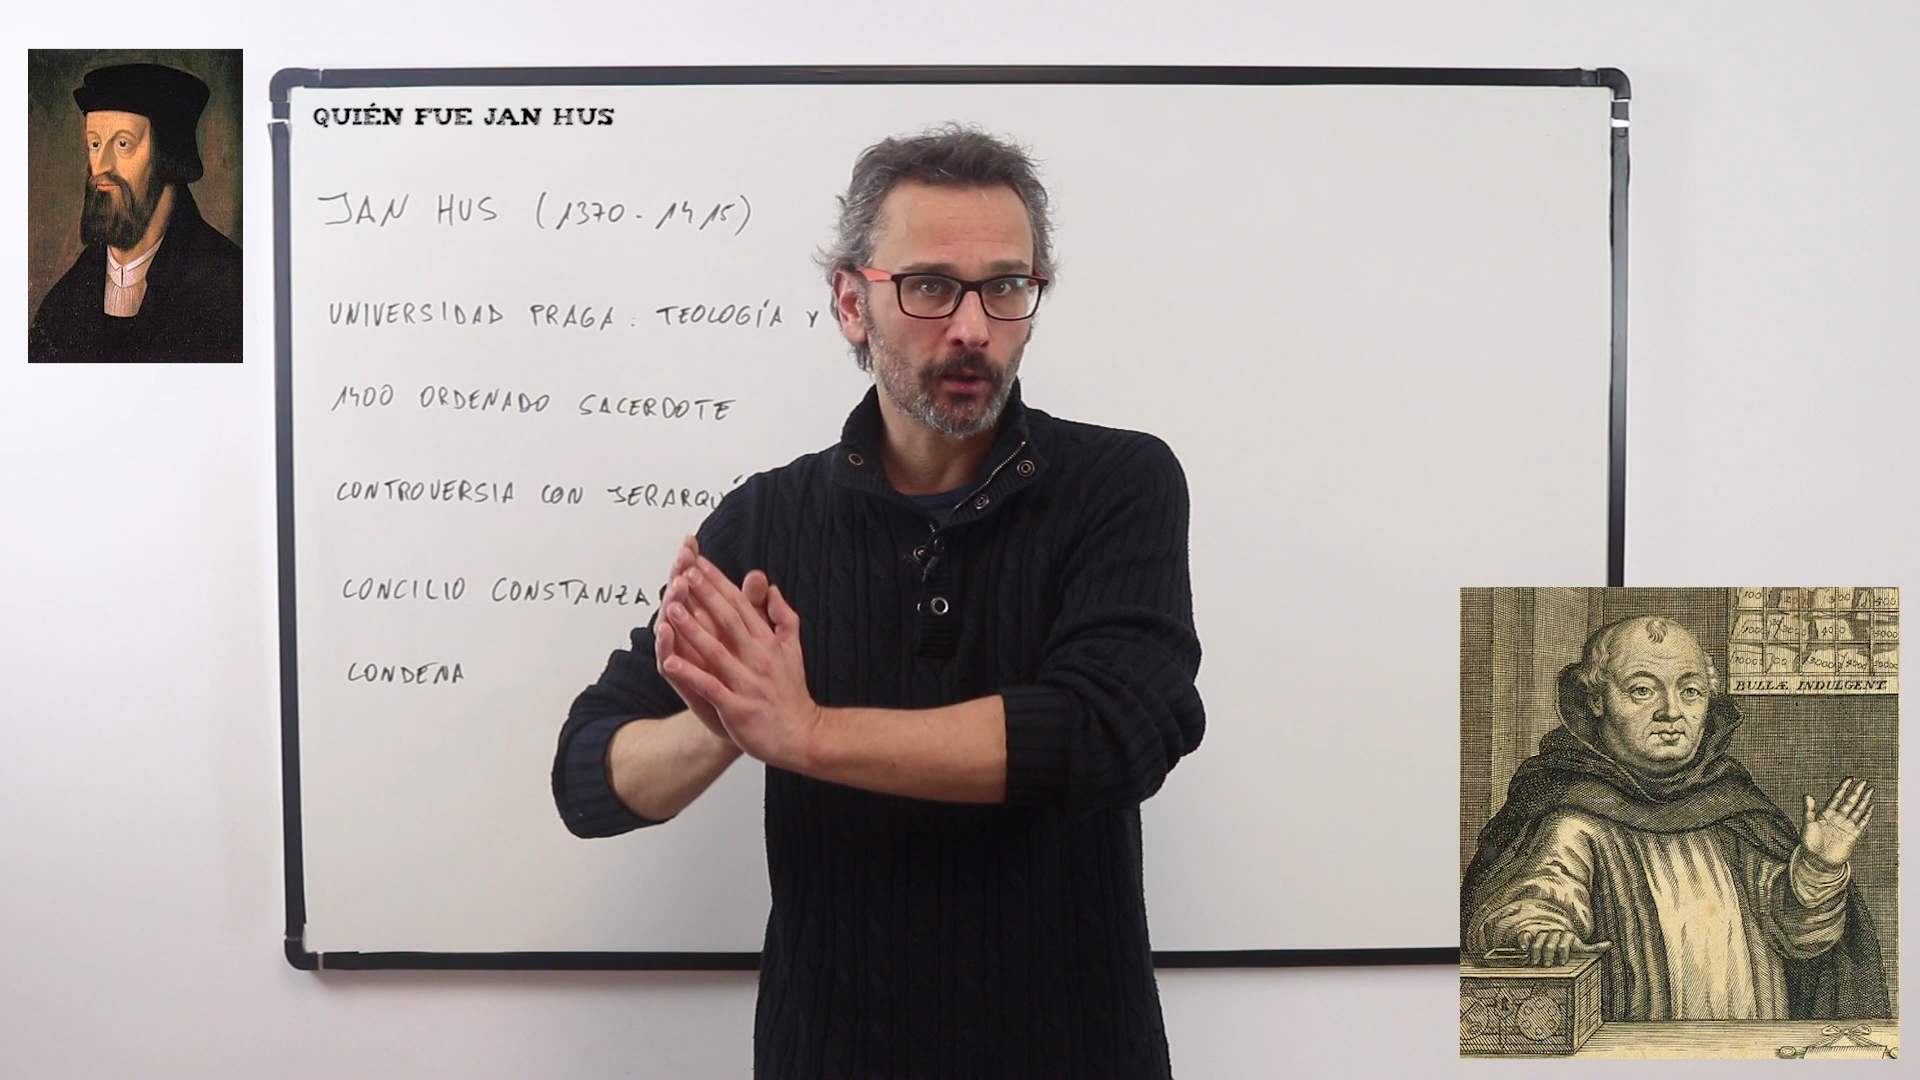 QUIÉN FUE JAN HUS
JAN HUS (1370 - 1415)
UNIVERSIDAD PRAGA: TEOLOGÍA Y
1400 ORDENADO SACERDOTE
CONTROVERSIA CON JERARQUÍ
CONCILIO CONSTANZA
CONDENA
BULLÆ INDULGENT.